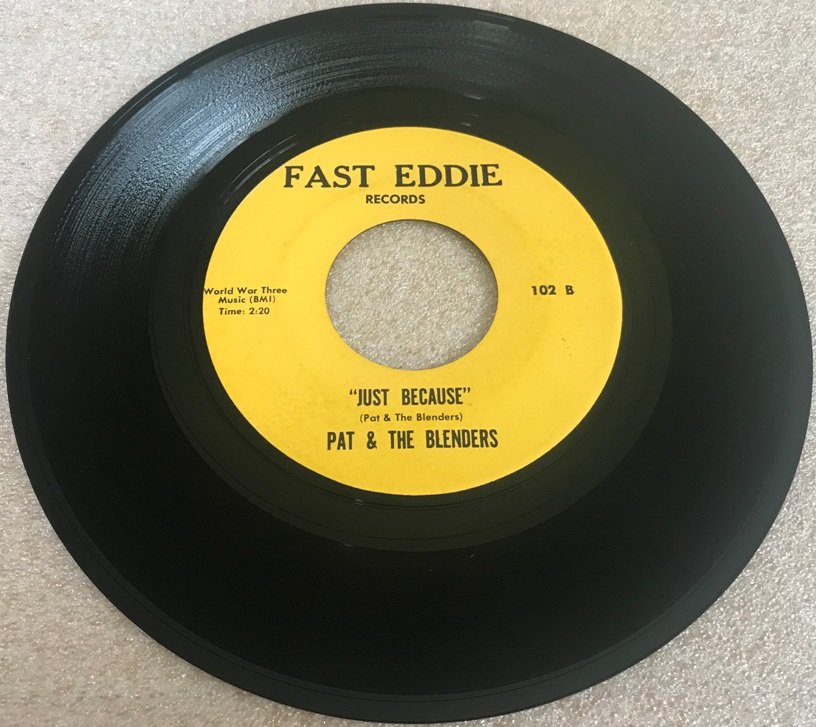 FAST EDDIE
RECORDS
World War Three
Music (BMI)
Time: 2:20
102 B
"JUST BECAUSE"
(Pat & The Blenders)
PAT & THE BLENDERS